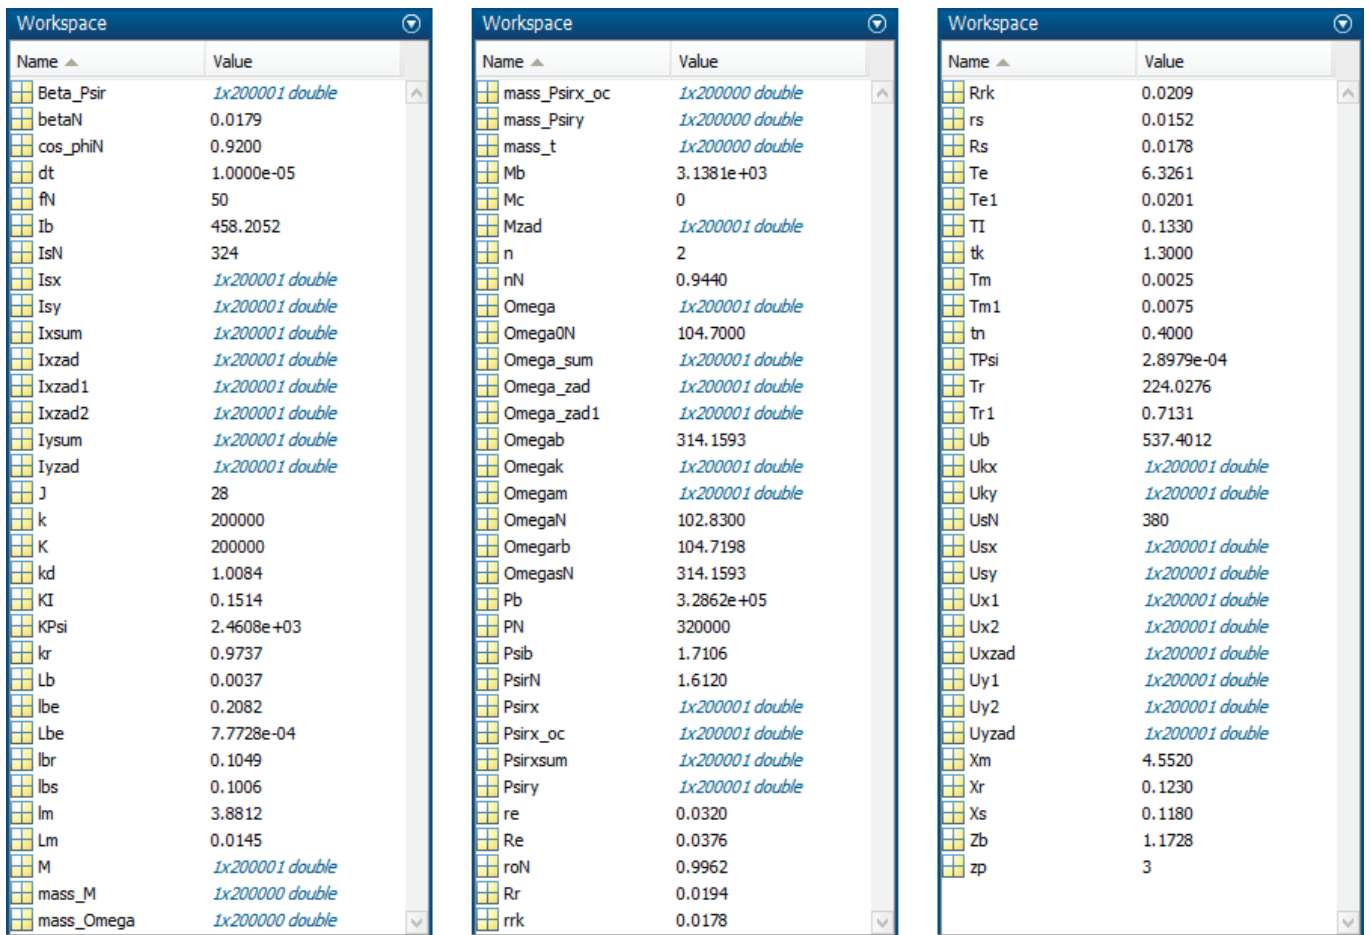 Workspace
Name Value
Beta_Psir 1x200001 double
betaN 0.0179
cos_phiN 0.9200
dt 1.0000e-05
fN 50
Ib 458.2052
IsN 324
Isx 1x200001 double
Isy 1x200001 double
Ixsum 1x200001 double
Ixzad 1x200001 double
Ixzad1 1x200001 double
Ixzad2 1x200001 double
Iysum 1x200001 double
Iyzad 1x200001 double
J 28
k 200000
K 200000
kd 1.0084
KI 0.1514
KPsi 2.4608e+03
kr 0.9737
Lb 0.0037
lbe 0.2082
Lbe 7.7728e-04
lbr 0.1049
lbs 0.1006
lm 3.8812
Lm 0.0145
M 1x200001 double
mass_M 1x200000 double
mass_Omega 1x200000 double
Workspace
Name Value
mass_Psirx_oc 1x200000 double
mass_Psiry 1x200000 double
mass_t 1x200000 double
Mb 3.1381e+03
Mc 0
Mzad 1x200001 double
n 2
nN 0.9440
Omega 1x200001 double
Omega0N 104.7000
Omega_sum 1x200001 double
Omega_zad 1x200001 double
Omega_zad1 1x200001 double
Omegab 314.1593
Omegak 1x200001 double
Omegam 1x200001 double
OmegaN 102.8300
Omegarb 104.7198
OmegasN 314.1593
Pb 3.2862e+05
PN 320000
Psib 1.7106
PsirN 1.6120
Psirx 1x200001 double
Psirx_oc 1x200001 double
Psirxsum 1x200001 double
Psiry 1x200001 double
re 0.0320
Re 0.0376
roN 0.9962
Rr 0.0194
rrk 0.0178
Workspace
Name Value
Rrk 0.0209
rs 0.0152
Rs 0.0178
Te 6.3261
Te1 0.0201
TI 0.1330
tk 1.3000
Tm 0.0025
Tm1 0.0075
tn 0.4000
TPsi 2.8979e-04
Tr 224.0276
Tr1 0.7131
Ub 537.4012
Ukx 1x200001 double
Uky 1x200001 double
UsN 380
Usx 1x200001 double
Usy 1x200001 double
Ux1 1x200001 double
Ux2 1x200001 double
Uxzad 1x200001 double
Uy1 1x200001 double
Uy2 1x200001 double
Uyzad 1x200001 double
Xm 4.5520
Xr 0.1230
Xs 0.1180
Zb 1.1728
zp 3